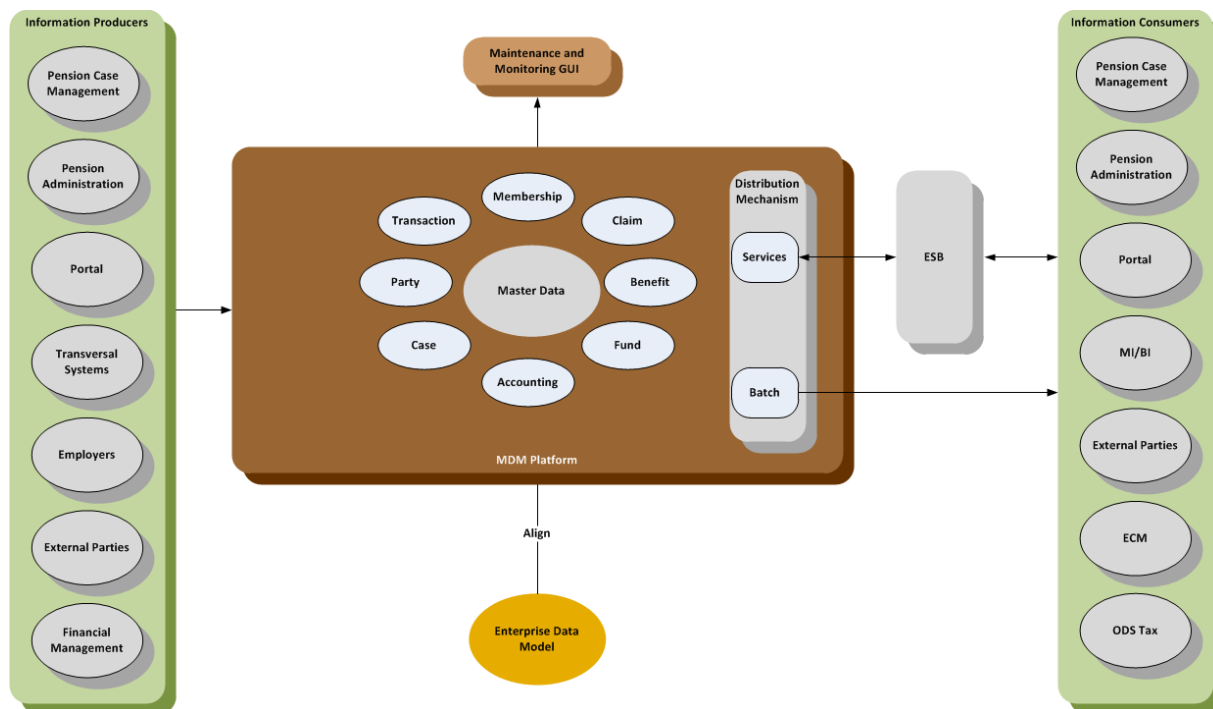 Information Producers
Pension Case
Management
Pension
Administration
Portal
Transversal
Systems
Employers
External Parties
Financial
Management
Maintenance and
Monitoring GUI
Membership
Transaction
Claim
Party
Master Data
Benefit
Case
Fund
Accounting
MDM Platform
Distribution
Mechanism
Services
Batch
ESB
Align
Enterprise Data
Model
Information Consumers
Pension Case
Management
Pension
Administration
Portal
MI/BI
External Parties
ECM
ODS Tax